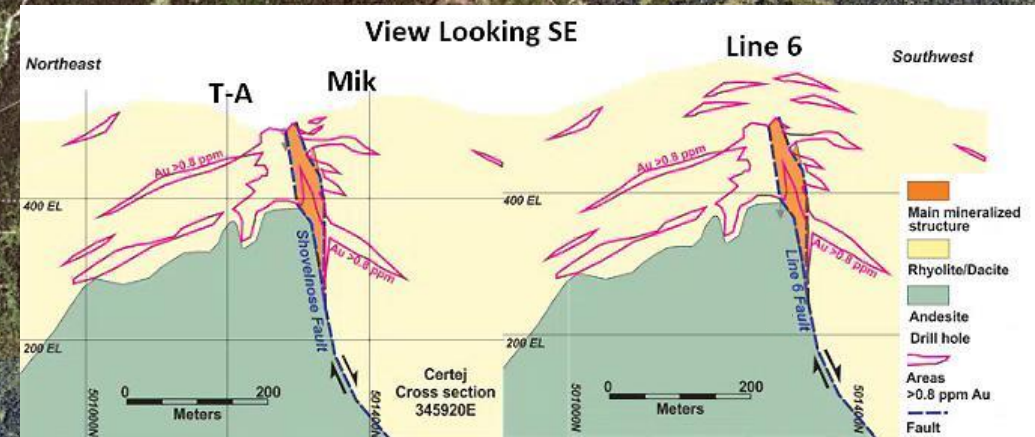 View Looking SE
Northeast
T-A
Mik
Line 6
Southwest
Au >0.8 ppm
Au >0.8 ppm
400 EL
400 EL
Au >0.8 ppm
Au >0.8 ppm
Shovelnose Fault
Line 6 Fault
200 EL
200 EL
501000N
501400N
501000N
501400N
0 200
Meters
Certej
Cross section
345920E
0 200
Meters
Main mineralized
structure
Rhyolite/Dacite
Andesite
Drill hole
Areas
>0.8 ppm Au
Fault